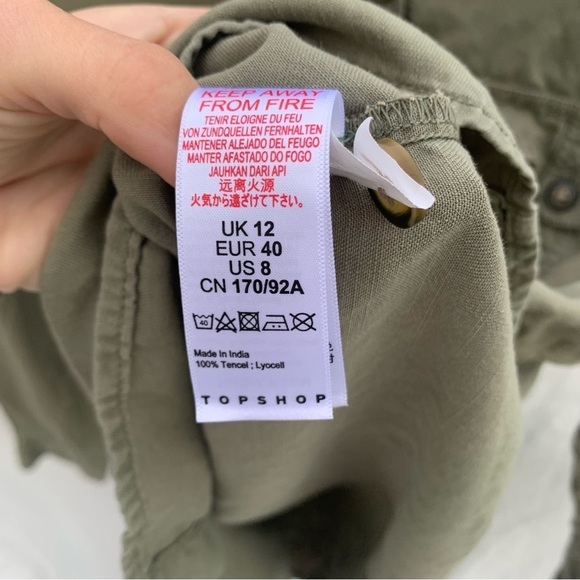 KEEP AWAY
FROM FIRE
TENIR ELOIGNE DU FEU
VON ZUNDQUELLEN FERNHALTEN
MANTENER ALEJADO DEL FEUGO
MANTER AFASTADO DO FOGO
JAUHKAN DARI API
远离火源
火気から遠ざけて下さい。
UK 12
EUR 40
US 8
CN 170/92A
40
Made In India
100% Tencel ; Lyocell
TOPSHOP